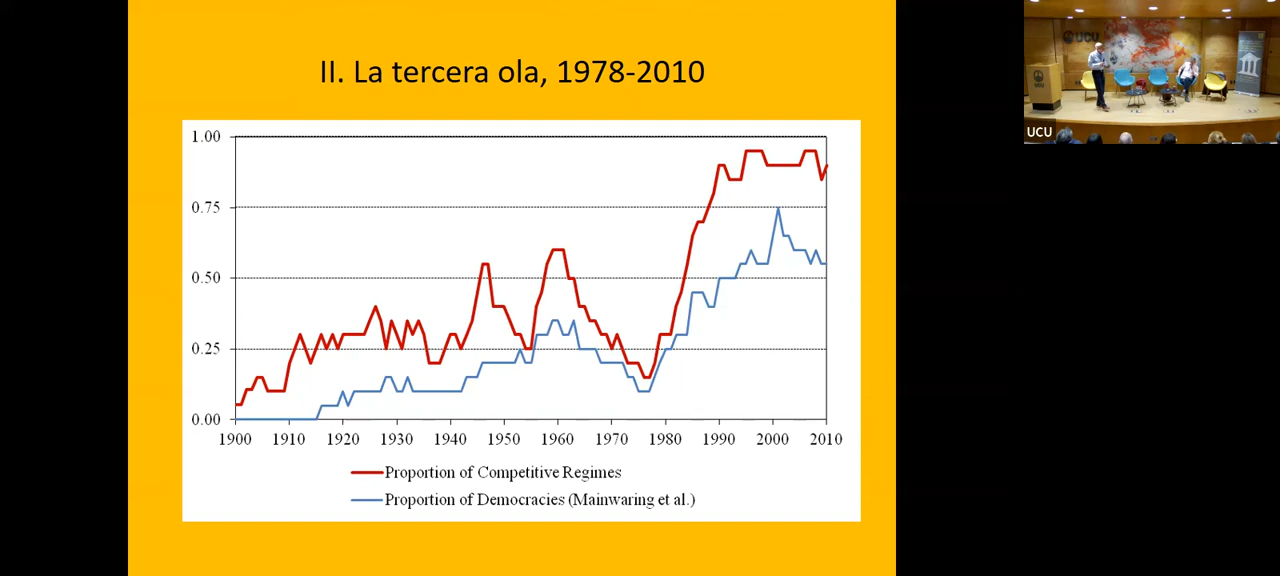 II. La tercera ola, 1978-2010
1.00
0.75
0.50
0.25
0.00
1900 1910 1920 1930 1940 1950 1960 1970 1980 1990 2000 2010
Proportion of Competitive Regimes
Proportion of Democracies (Mainwaring et al.)
UCU
UCU